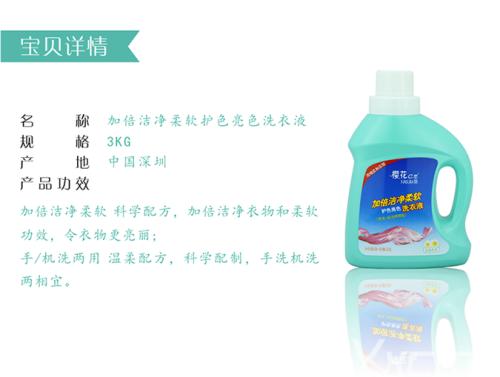 宝贝详情
名 称 加倍洁净柔软护色亮色洗衣液
规 格 3KG
产 地 中国深圳
产品功效
加倍洁净柔软 科学配方，加倍洁净衣物和柔软
功效，令衣物更亮丽；
手/机洗两用 温柔配方，科学配制，手洗机洗
两相宜。
樱花
加倍洁净柔软
护色亮色 洗衣液